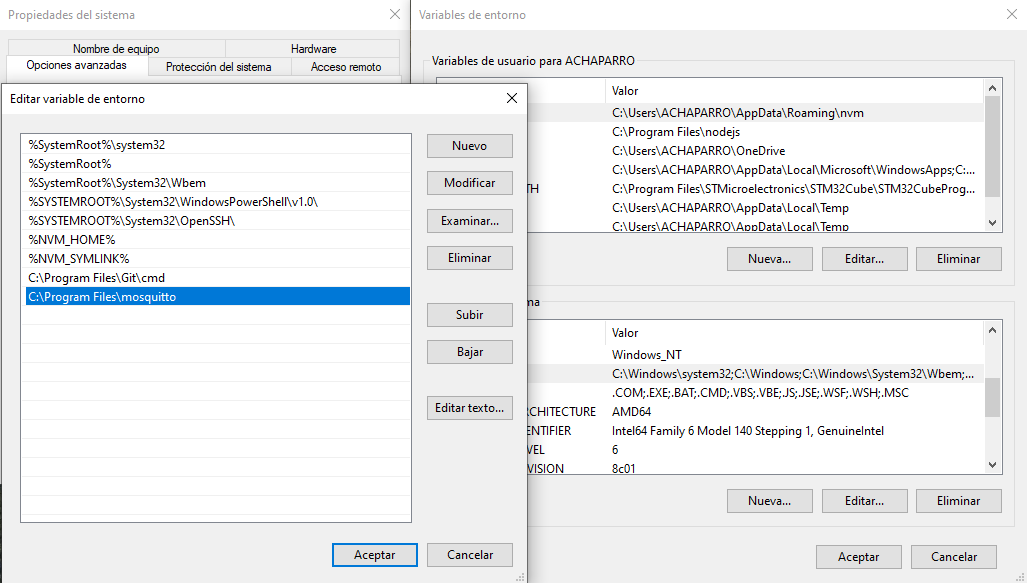 Propiedades del sistema
Nombre de equipo
Hardware
Opciones avanzadas
Protección del sistema
Acceso remoto
Editar variable de entorno
%SystemRoot%\system32
%SystemRoot%
%SystemRoot%\System32\Wbem
%SYSTEMROOT%\System32\WindowsPowerShell\v1.0\
%SYSTEMROOT%\System32\OpenSSH\
%NVM_HOME%
%NVM_SYMLINK%
C:\Program Files\Git\cmd
C:\Program Files\mosquitto
Nuevo
Modificar
Examinar...
Eliminar
Subir
Bajar
Editar texto...
Aceptar
Cancelar
Variables de entorno
Variables de usuario para ACHAPARRO
Valor
C:\Users\ACHAPARRO\AppData\Roaming\nvm
C:\Program Files\nodejs
C:\Users\ACHAPARRO\OneDrive
C:\Users\ACHAPARRO\AppData\Local\Microsoft\WindowsApps;C:...
TH C:\Program Files\STMicroelectronics\STM32Cube\STM32CubeProg...
C:\Users\ACHAPARRO\AppData\Local\Temp
C:\Users\ACHAPARRO\AppData\Local\Temp
Nueva...
Editar...
Eliminar
ma
Valor
Windows_NT
C:\Windows\system32;C:\Windows;C:\Windows\System32\Wbem;...
.COM;.EXE;.BAT;.CMD;.VBS;.VBE;.JS;.JSE;.WSF;.WSH;.MSC
RCHITECTURE AMD64
ENTIFIER Intel64 Family 6 Model 140 Stepping 1, GenuineIntel
VEL 6
VISION 8c01
Nueva...
Editar...
Eliminar
Aceptar
Cancelar